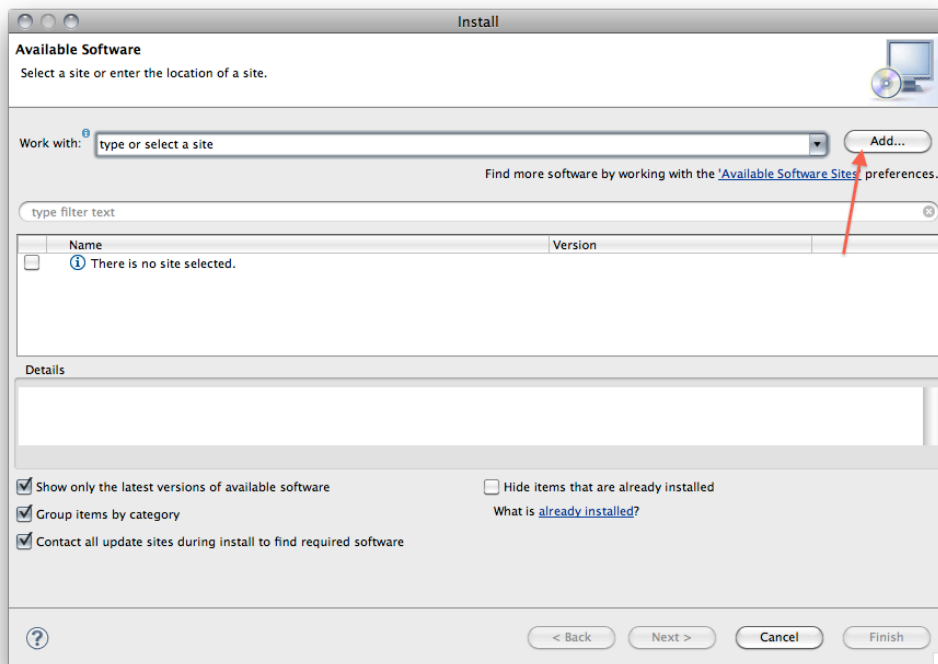 Install
Available Software
Select a site or enter the location of a site.
Work with: type or select a site Add...
Find more software by working with the 'Available Software Sites' preferences.
type filter text
Name Version
There is no site selected.
Details
Show only the latest versions of available software Hide items that are already installed
Group items by category What is already installed?
Contact all update sites during install to find required software
? < Back Next > Cancel Finish